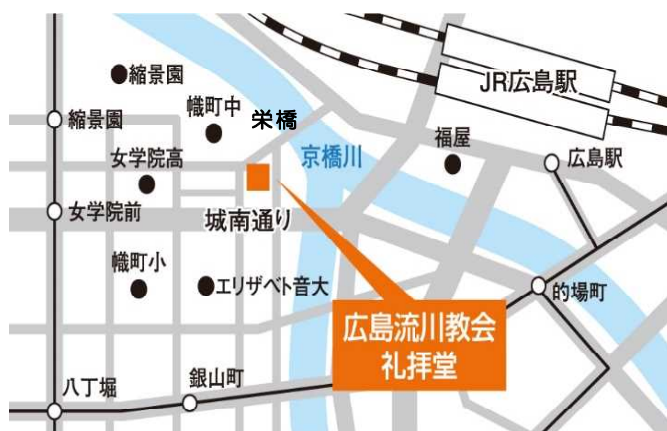 縮景園
JR広島駅
縮景園
幟町中
栄橋
京橋川
福屋
広島駅
女学院高
女学院前
城南通り
幟町小
エリザベト音大
広島流川教会
礼拝堂
的場町
八丁堀
銀山町